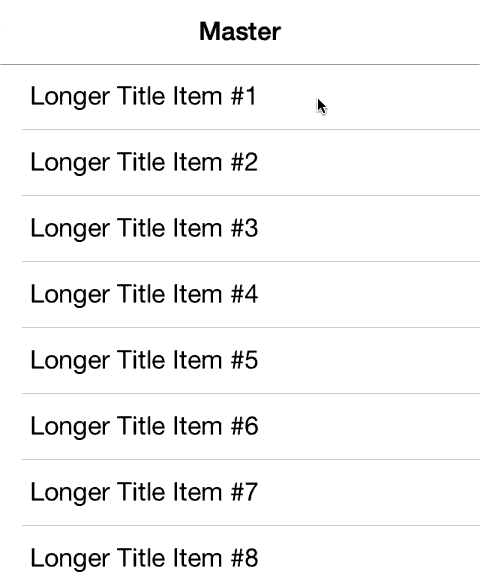 Master
Longer Title Item #1
Longer Title Item #2
Longer Title Item #3
Longer Title Item #4
Longer Title Item #5
Longer Title Item #6
Longer Title Item #7
Longer Title Item #8